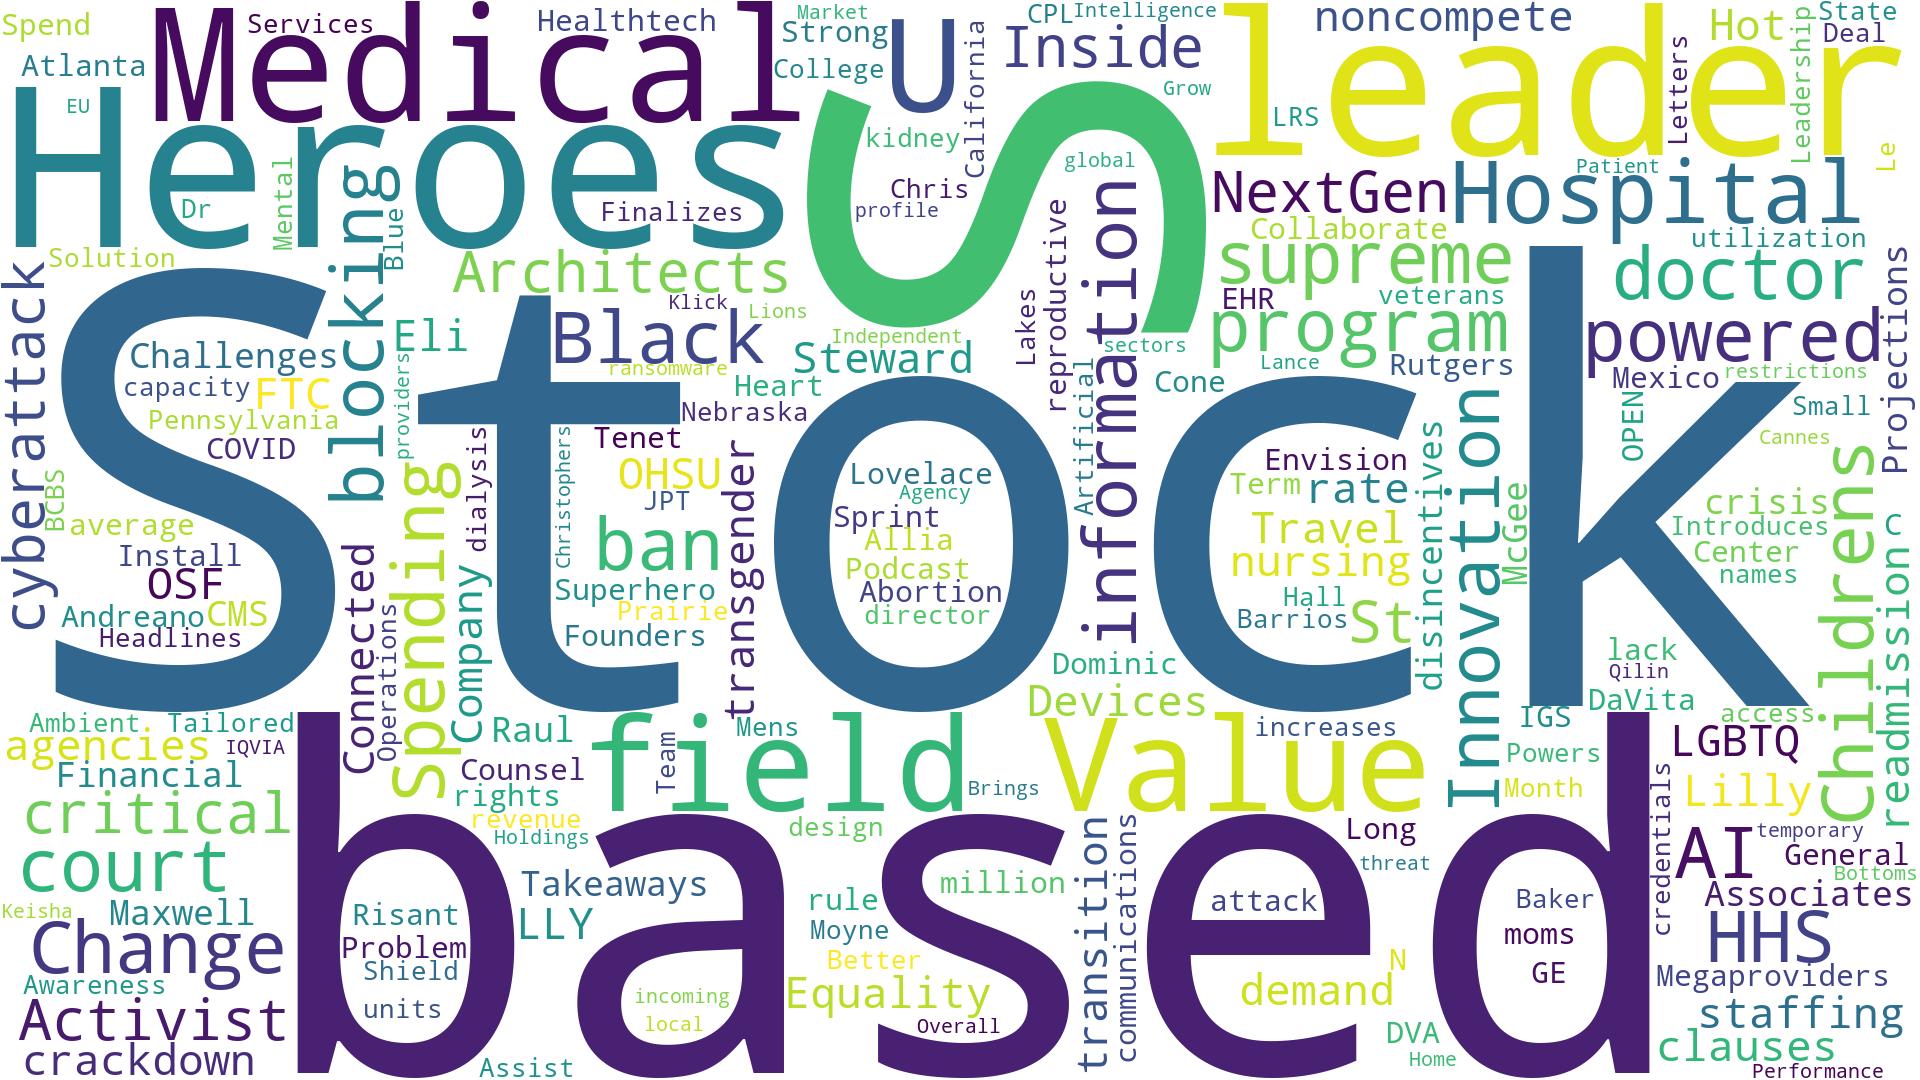 Spend
Services
Medical
Healthtech
Market
Strong
College
U
CPL
Intelligence
Inside
California
noncompete
leader
Hot
Letters
Leadership
State
Deal
Atlanta
EU
Heroes
Dr
Mental
blocking
Blue
Finalizes
S
kidney
Chris
profile
global
Grow
LRS
Le
NextGen
Hospital
Patient
Collaborate
supreme
utilization
Solution
Architects
Klick
Lions
Independent
Lakes
reproductive
information
sectors
EHR
veterans
program
doctor
powered
Projections
cyberattack
Stock
Challenges
capacity
FTC
Pennsylvania
COVID
BCBS
average
Install
OSF
Andreano
CMS
Headlines
Eli
providers
Black
ransomware
Steward
Heart
Nebraska
Tenet
OHSU
JPT
dialysis
Christophers
spending
ban
Superhero
Prairie
Founders
transgender
Lovelace
Agency
Sprint
Allia
Podcast
Abortion
director
Artificial
Cone
Lance
Rutgers
Envision
Term
rate
Travel
nursing
Hall
Barrios
St
disincentives
Innovation
McGee
Mexico
restrictions
OPEN
Small
Cannes
crisis
Introduces
C
Center
names
Childrens
readmission
lack
Qilin
DaVita
access
Dominic
Devices
Connected
Operations
Company
Ambient
Tailored
agencies
IQVIA
Financial
critical
court
Raul
Counsel
rights
revenue
Holdings
field
Team
Mens
Brings
design
Value
increases
IGS
Powers
Month
LGBTQ
Lilly
credentials
AI
temporary
General
Bottoms
Associates
Keisha
Maxwell
Change
Awareness
Activist
crackdown
based
Risant
Problem
Shield
units
Takeaways
LLY
incoming
local
Assist
rule
Moyne
Better
Equality
million
Overall
transition
communications
Long
threat
attack
N
demand
DVA
Home
Baker
moms
GE
HHS
Megaproviders
staffing
clauses
Performance